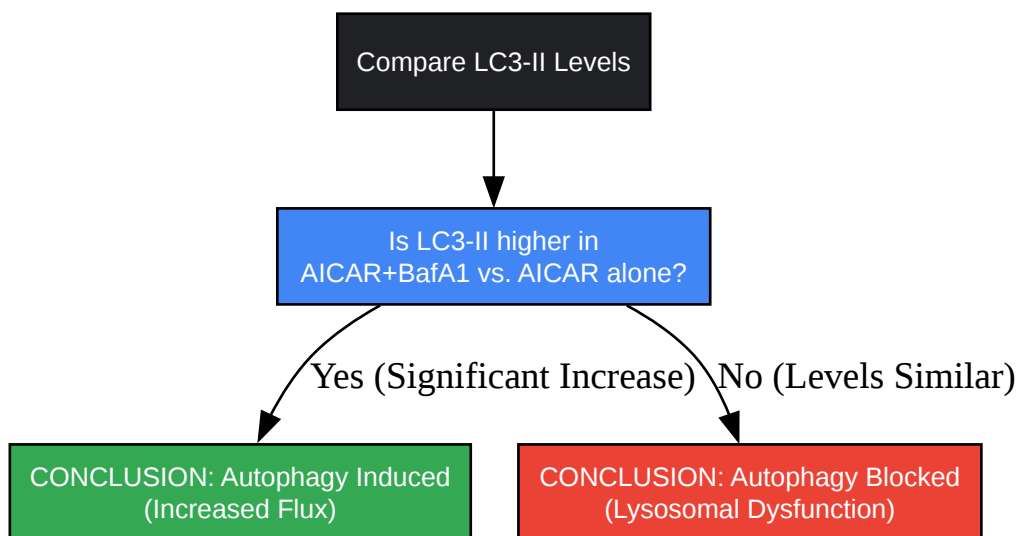 Compare LC3-II Levels
Is LC3-II higher in
AICAR+BafA1 vs. AICAR alone?
Yes (Significant Increase)
No (Levels Similar)
CONCLUSION: Autophagy Induced
(Increased Flux)
CONCLUSION: Autophagy Blocked
(Lysosomal Dysfunction)